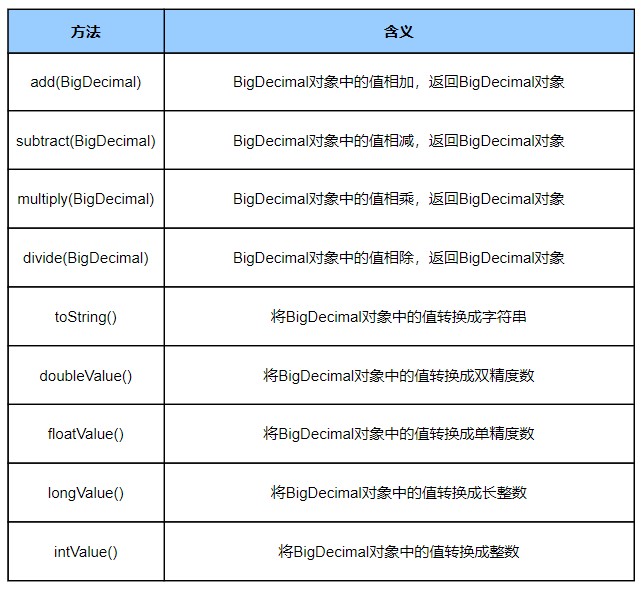 方法 含义
add(BigDecimal) BigDecimal对象中的值相加，返回BigDecimal对象
subtract(BigDecimal) BigDecimal对象中的值相减，返回BigDecimal对象
multiply(BigDecimal) BigDecimal对象中的值相乘，返回BigDecimal对象
divide(BigDecimal) BigDecimal对象中的值相除，返回BigDecimal对象
toString() 将BigDecimal对象中的值转换成字符串
doubleValue() 将BigDecimal对象中的值转换成双精度数
floatValue() 将BigDecimal对象中的值转换成单精度数
longValue() 将BigDecimal对象中的值转换成长整数
intValue() 将BigDecimal对象中的值转换成整数